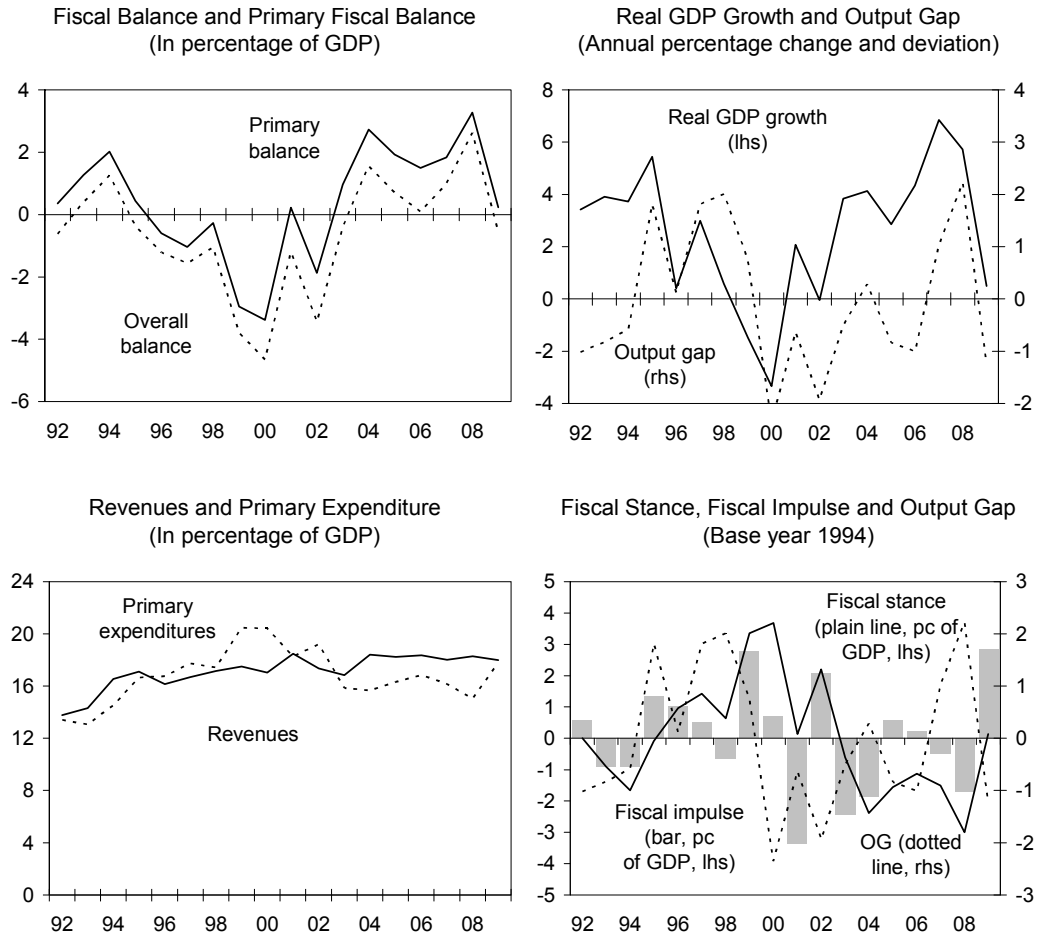 Fiscal Balance and Primary Fiscal Balance
(In percentage of GDP)
4
2
0
-2
-4
-6
Primary
balance
Overall
balance
92 94 96 98 00 02 04 06 08
Real GDP Growth and Output Gap
(Annual percentage change and deviation)
8
6
4
2
0
-2
-4
4
3
2
1
0
-1
-2
Real GDP growth
(lhs)
Output gap
(rhs)
92 94 96 98 00 02 04 06 08
Revenues and Primary Expenditure
(In percentage of GDP)
24
20
16
12
8
4
0
Primary
expenditures
Revenues
92 94 96 98 00 02 04 06 08
Fiscal Stance, Fiscal Impulse and Output Gap
(Base year 1994)
5
4
3
2
1
0
-1
-2
-3
-4
-5
3
2
1
0
-1
-2
-3
Fiscal stance
(plain line, pc of
GDP, lhs)
Fiscal impulse
(bar, pc
of GDP, lhs)
OG (dotted
line, rhs)
92 94 96 98 00 02 04 06 08